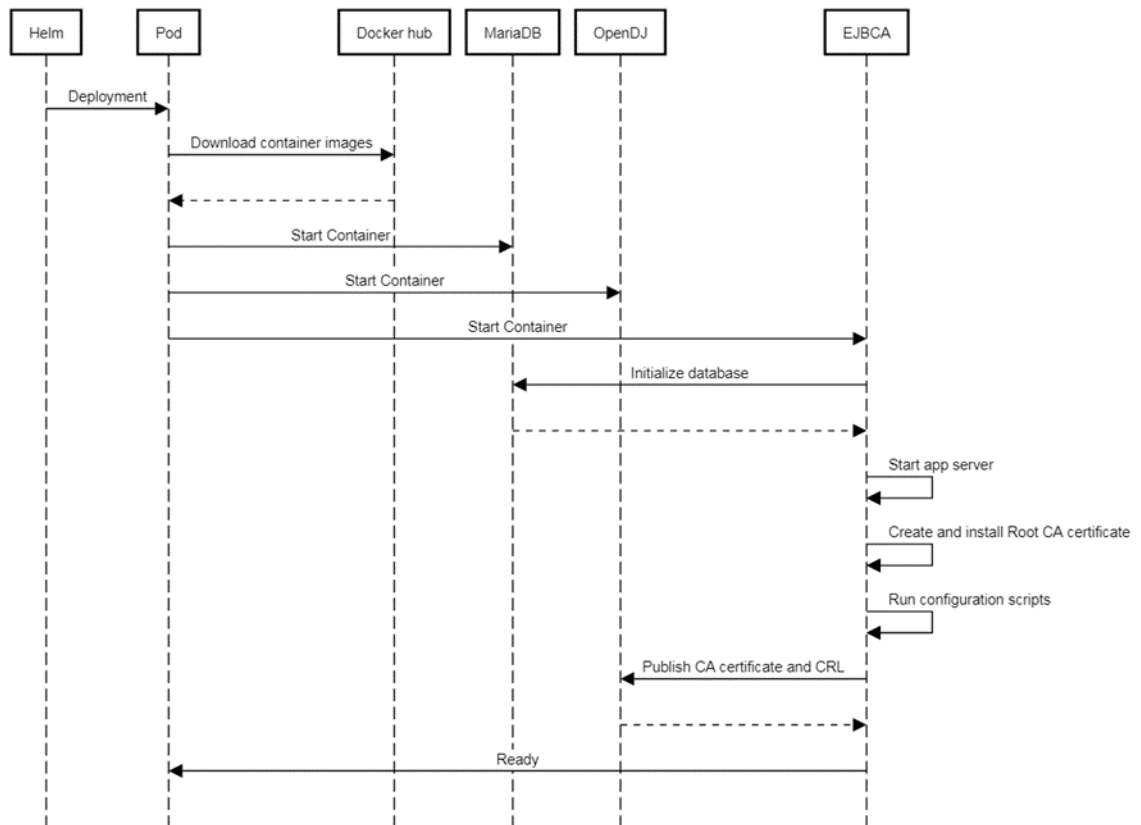 Helm
Pod
Docker hub
MariaDB
OpenDJ
EJBCA
Deployment
Download container images
Start Container
Start Container
Start Container
Initialize database
Start app server
Create and install Root CA certificate
Run configuration scripts
Publish CA certificate and CRL
Ready